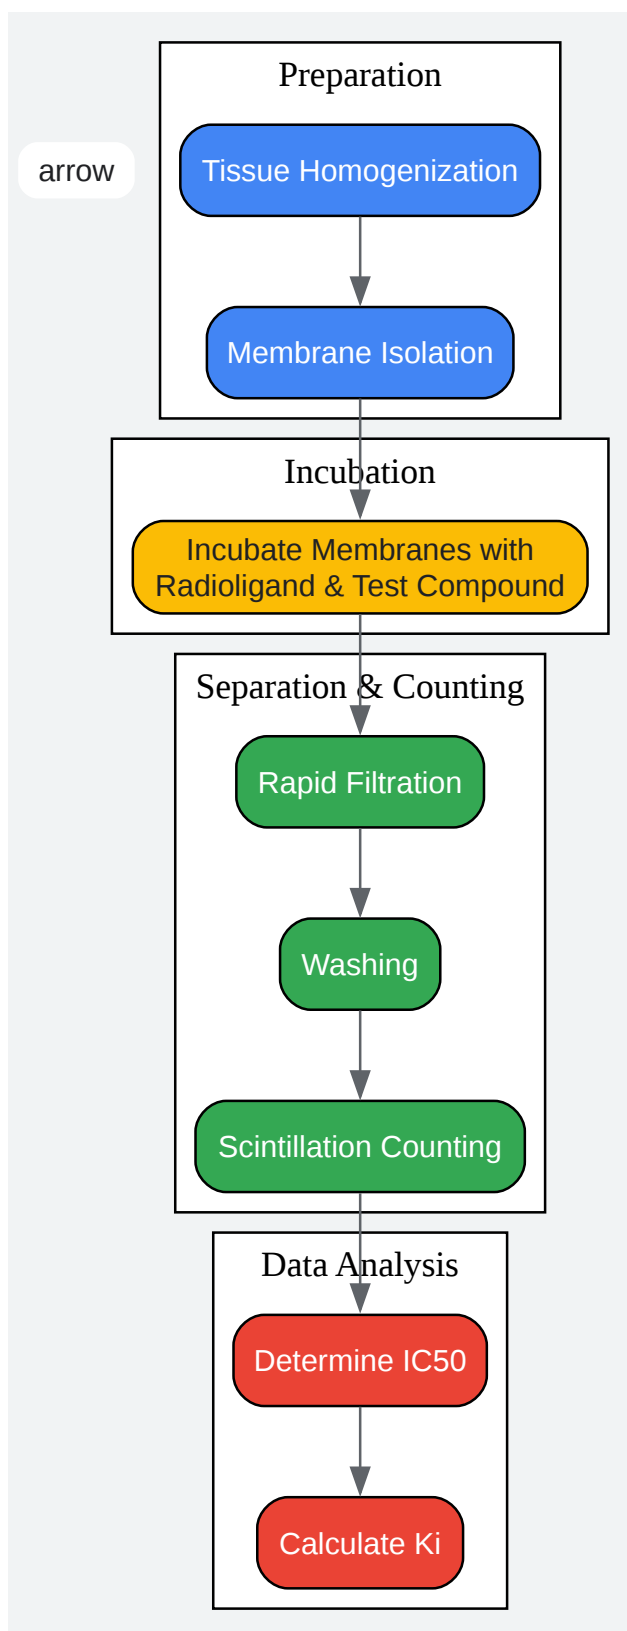 Preparation
arrow
Tissue Homogenization
Membrane Isolation
Incubation
Incubate Membranes with
Radioligand & Test Compound
Separation & Counting
Rapid Filtration
Washing
Scintillation Counting
Data Analysis
Determine IC50
Calculate Ki